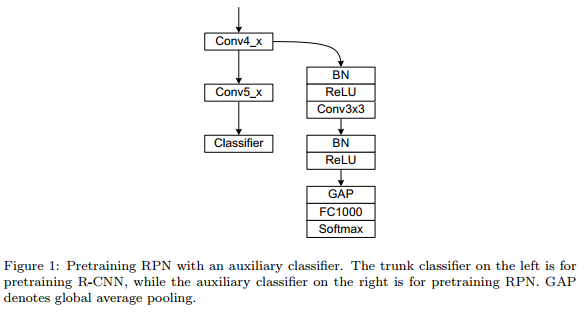 Conv4_x
Conv5_x
Classifier
BN
ReLU
Conv3x3
BN
ReLU
GAP
FC1000
Softmax
Figure 1: Pretraining RPN with an auxiliary classifier. The trunk classifier on the left is for
pretraining R-CNN, while the auxiliary classifier on the right is for pretraining RPN. GAP
denotes global average pooling.